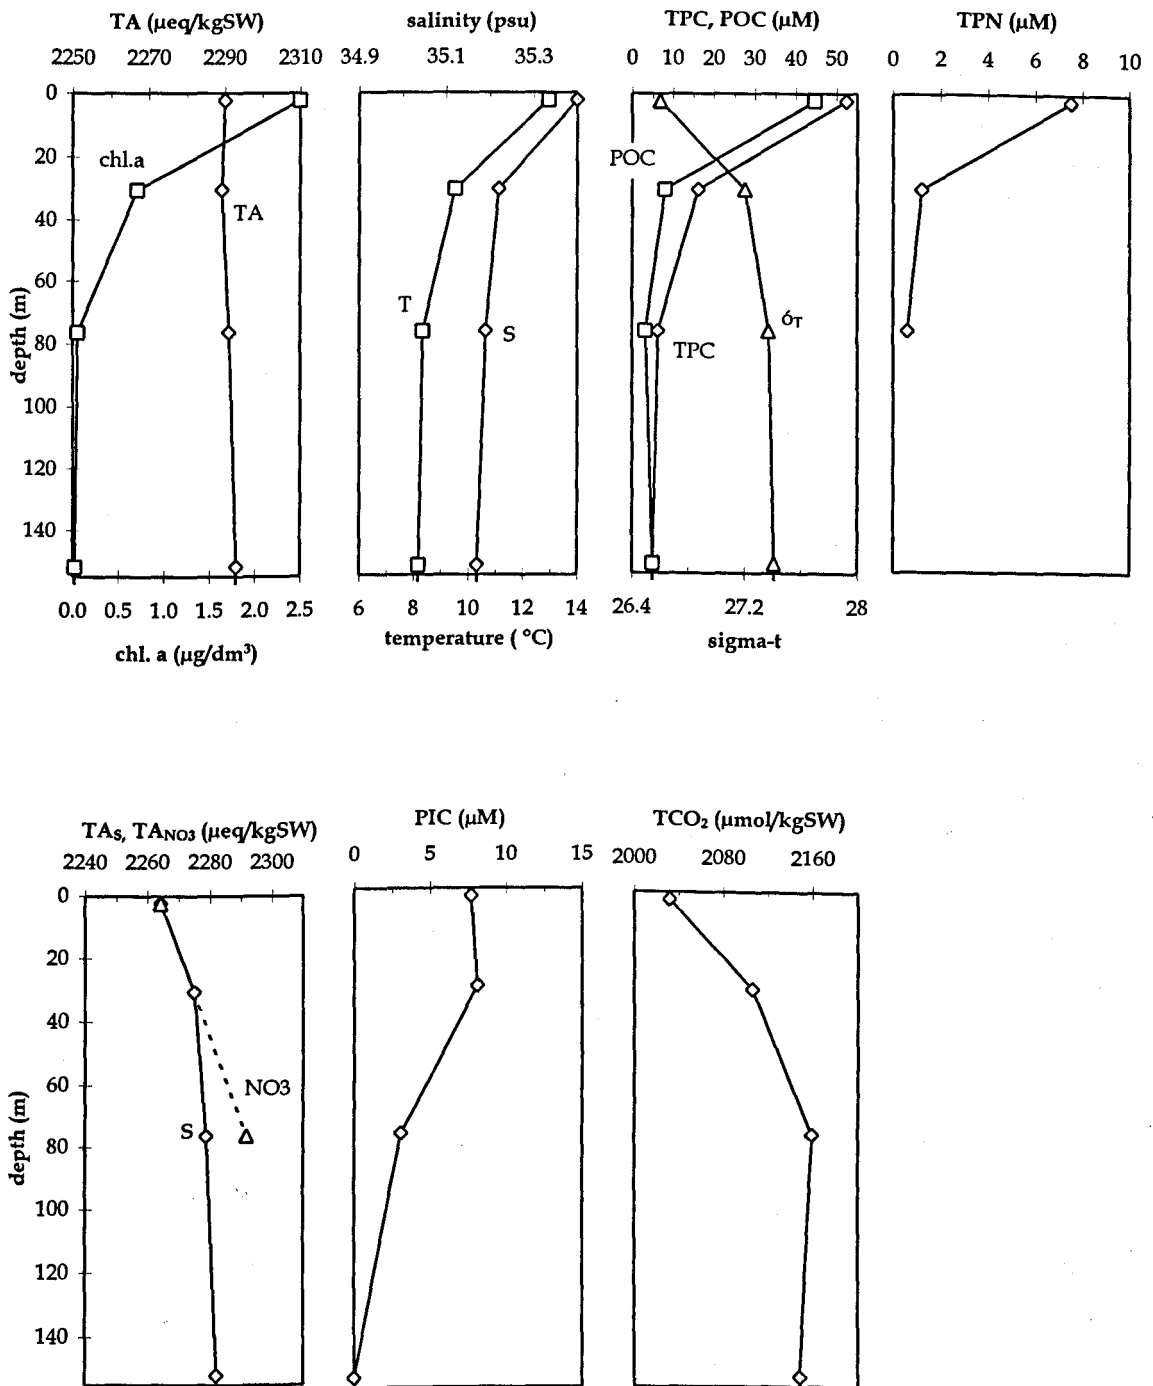 TA (μeq/kgSW)
2250 2270 2290 2310
salinity (psu)
34.9 35.1 35.3
TPC, POC (μM)
0 10 20 30 40 50
TPN (μM)
0 2 4 6 8 10
0
20
40
60
80
100
120
140
depth (m)
chl.a
TA
T
S
POC
TPC
σT
0.0 0.5 1.0 1.5 2.0 2.5
chl. a (μg/dm³)
6 8 10 12 14
temperature ( °C)
26.4 27.2 28
sigma-t
TAS, TANO3 (μeq/kgSW)
2240 2260 2280 2300
PIC (μM)
0 5 10 15
TCO2 (μmol/kgSW)
2000 2080 2160
0
20
40
60
80
100
120
140
depth (m)
NO3
S